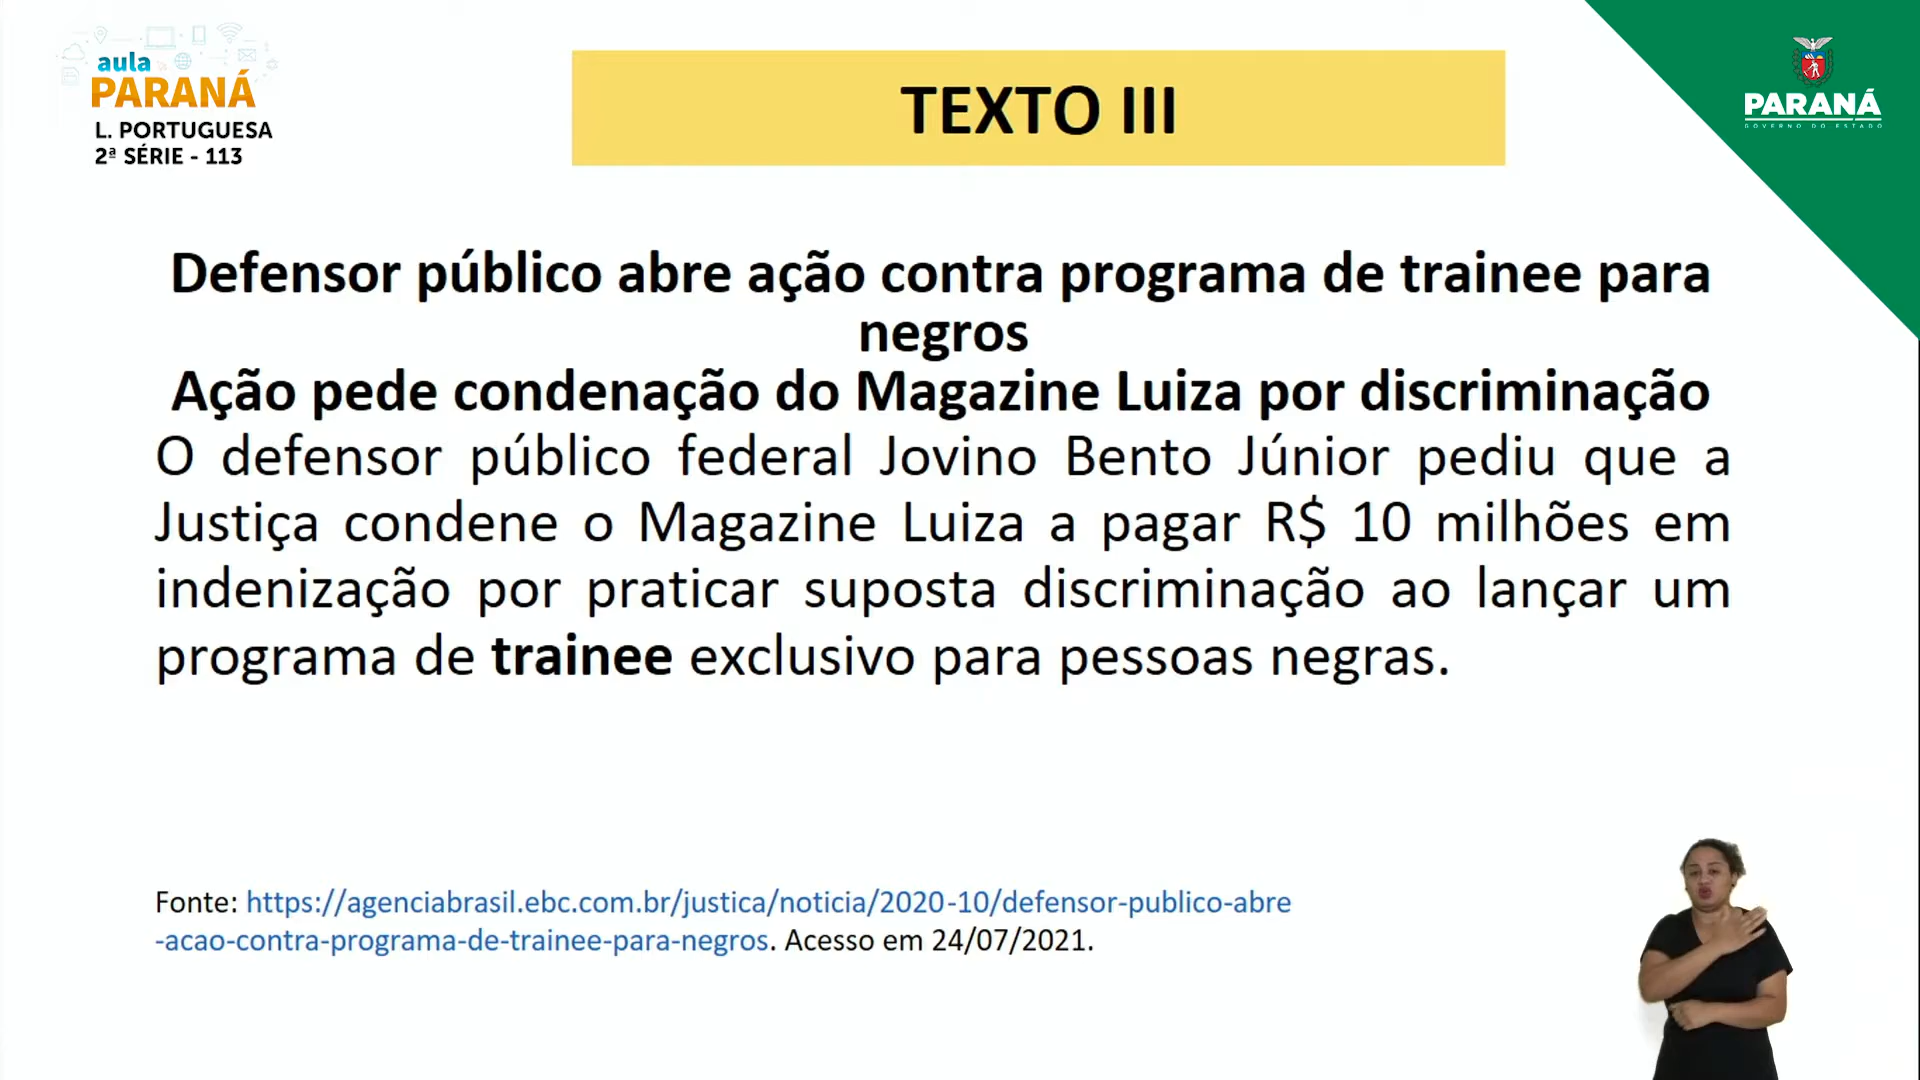 aula
PARANÁ
L. PORTUGUESA
2ª SÉRIE - 113
TEXTO III
PARANÁ
GOVERNO DO ESTADO
Defensor público abre ação contra programa de trainee para
negros
Ação pede condenação do Magazine Luiza por discriminação
O defensor público federal Jovino Bento Júnior pediu que a
Justiça condene o Magazine Luiza a pagar R$ 10 milhões em
indenização por praticar suposta discriminação ao lançar um
programa de trainee exclusivo para pessoas negras.
Fonte: https://agenciabrasil.ebc.com.br/justica/noticia/2020-10/defensor-publico-abre
-acao-contra-programa-de-trainee-para-negros. Acesso em 24/07/2021.